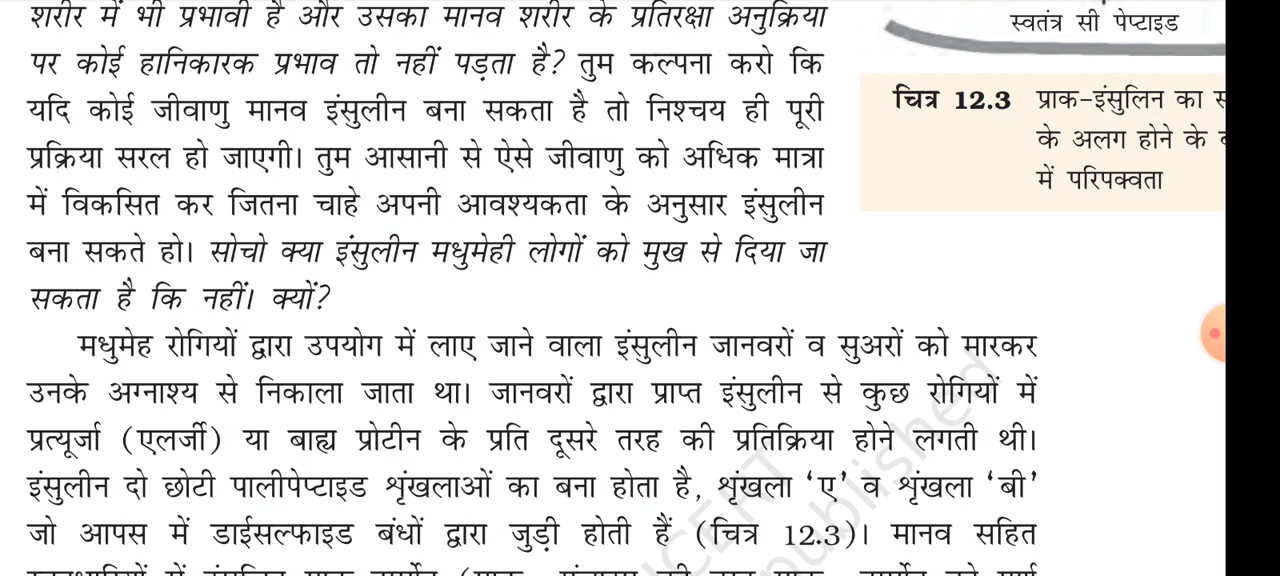 शरीर में भी प्रभावी है और उसका मानव शरीर के प्रतिरक्षा अनुक्रिया
पर कोई हानिकारक प्रभाव तो नहीं पड़ता है? तुम कल्पना करो कि
यदि कोई जीवाणु मानव इंसुलीन बना सकता है तो निश्चय ही पूरी
प्रक्रिया सरल हो जाएगी। तुम आसानी से ऐसे जीवाणु को अधिक मात्रा
में विकसित कर जितना चाहे अपनी आवश्यकता के अनुसार इंसुलीन
बना सकते हो। सोचो क्या इंसुलीन मधुमेही लोगों को मुख से दिया जा
सकता है कि नहीं। क्यों?
स्वतंत्र सी पेप्टाइड
चित्र 12.3 प्राक-इंसुलिन का
के अलग होने के
में परिपक्वता
मधुमेह रोगियों द्वारा उपयोग में लाए जाने वाला इंसुलीन जानवरों व सुअरों को मारकर
उनके अग्नाश्य से निकाला जाता था। जानवरों द्वारा प्राप्त इंसुलीन से कुछ रोगियों में
प्रत्यूर्जा (एलर्जी) या बाह्य प्रोटीन के प्रति दूसरे तरह की प्रतिक्रिया होने लगती थी।
इंसुलीन दो छोटी पालीपेप्टाइड शृंखलाओं का बना होता है, शृंखला ‘ए’ व शृंखला ‘बी’
जो आपस में डाईसल्फाइड बंधों द्वारा जुड़ी होती हैं (चित्र 12.3)। मानव सहित
NCERT
published